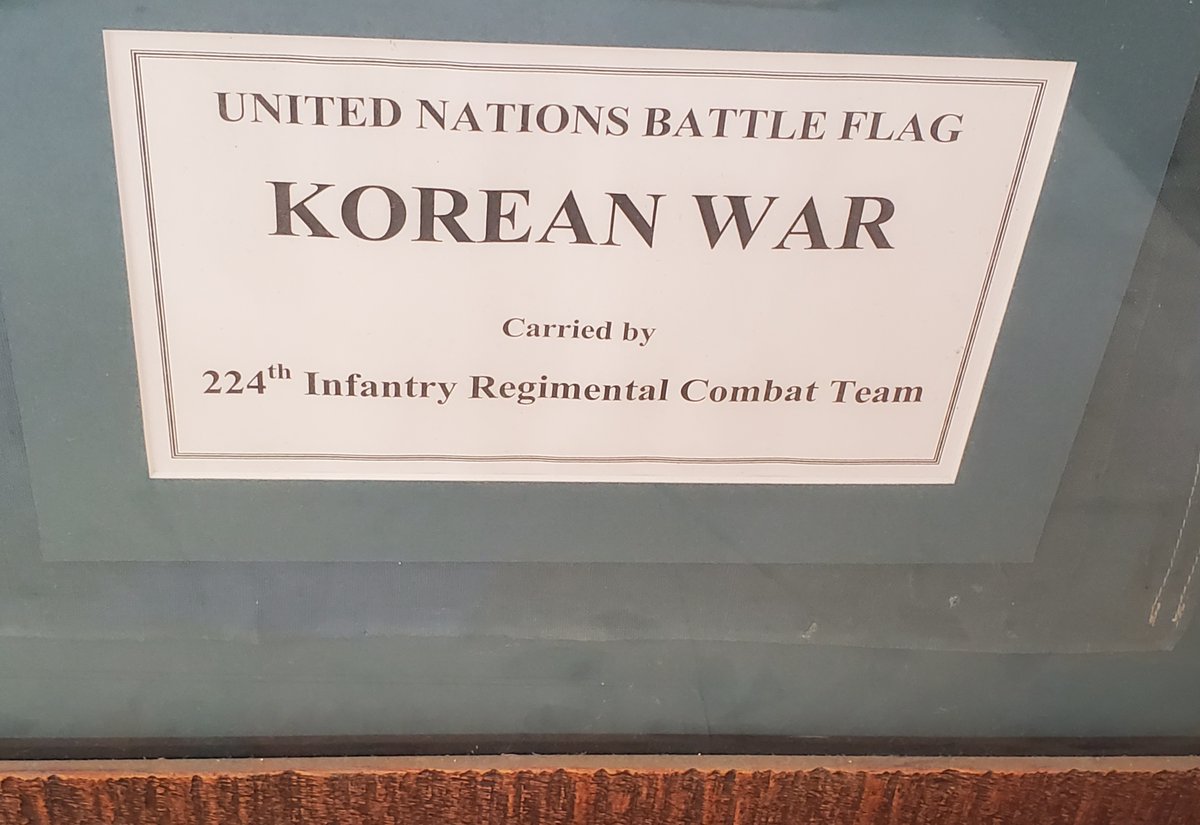 UNITED NATIONS BATTLE FLAG
KOREAN WAR
Carried by
224th Infantry Regimental Combat Team